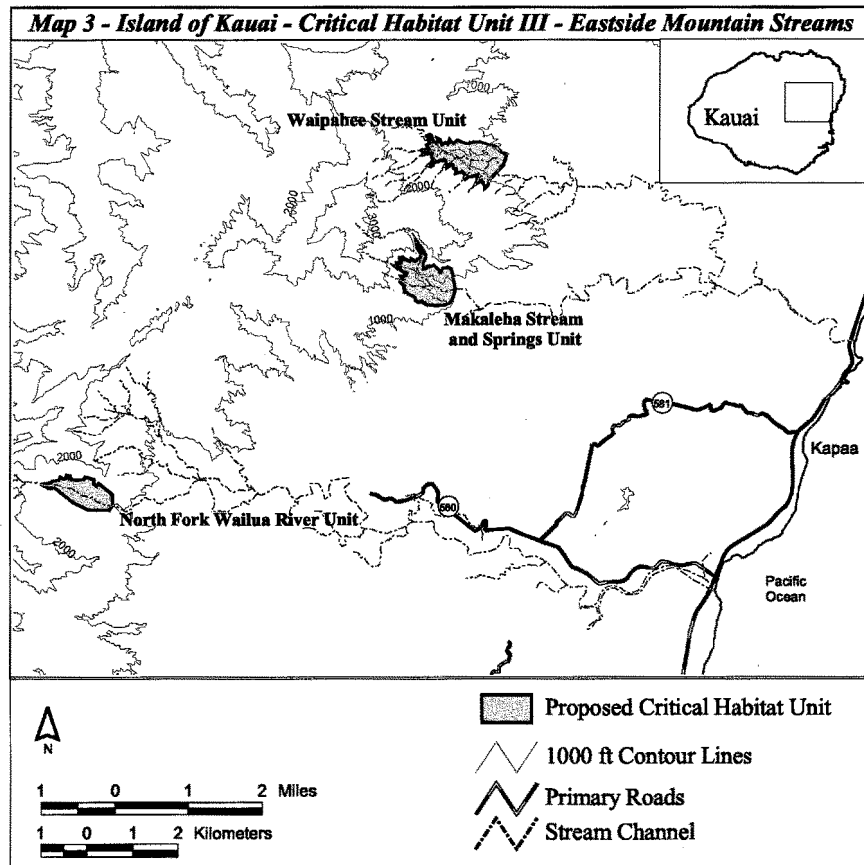 Map 3 - Island of Kauai - Critical Habitat Unit III - Eastside Mountain Streams
Kauai
1000
Waipahee Stream Unit
2000
2000
2000
1000
Makaleha Stream
and Springs Unit
581
Kapaa
2000
560
North Fork Wailua River Unit
2000
Pacific
Ocean
N
Proposed Critical Habitat Unit
1000 ft Contour Lines
Primary Roads
Stream Channel
1 0 1 2 Miles
1 0 1 2 Kilometers